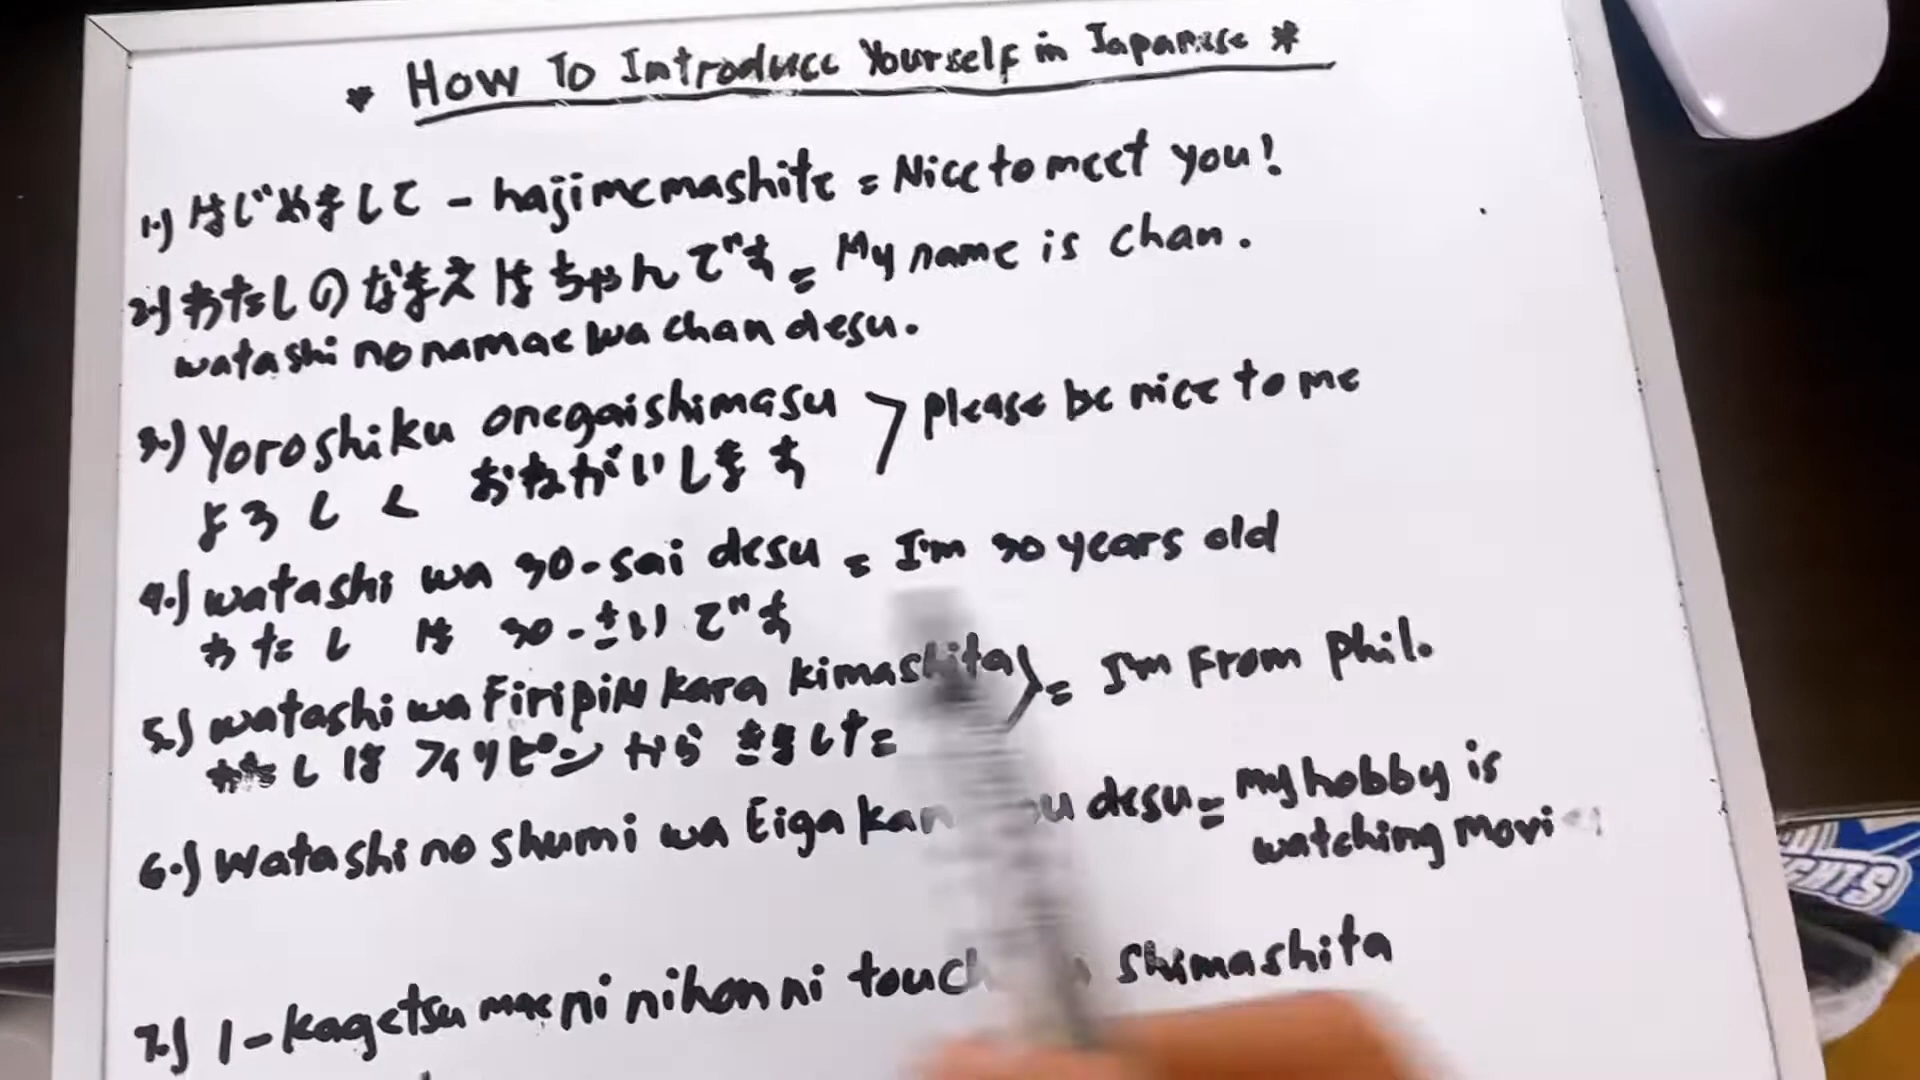 * How To Introduce Yourself in Japanese *
1.) はじめまして - hajimemashite = Nice to meet you!
2.) わたしのなまえはちゃんです = My name is chan.
watashi no namae wa chan desu.
3.) Yoroshiku onegaishimasu > please be nice to me
よろしく おねがいします
4.) watashi wa 30-sai desu = I'm 30 years old
わたし は 30-さいです
5.) watashi wa Firipin kara kimashita } = I'm From Phil.
わたしは フィリピン から きました
6.) Watashi no shumi wa Eiga desu = my hobby is
watching
7.) 1-kagetsu mae ni nihon ni shimashita